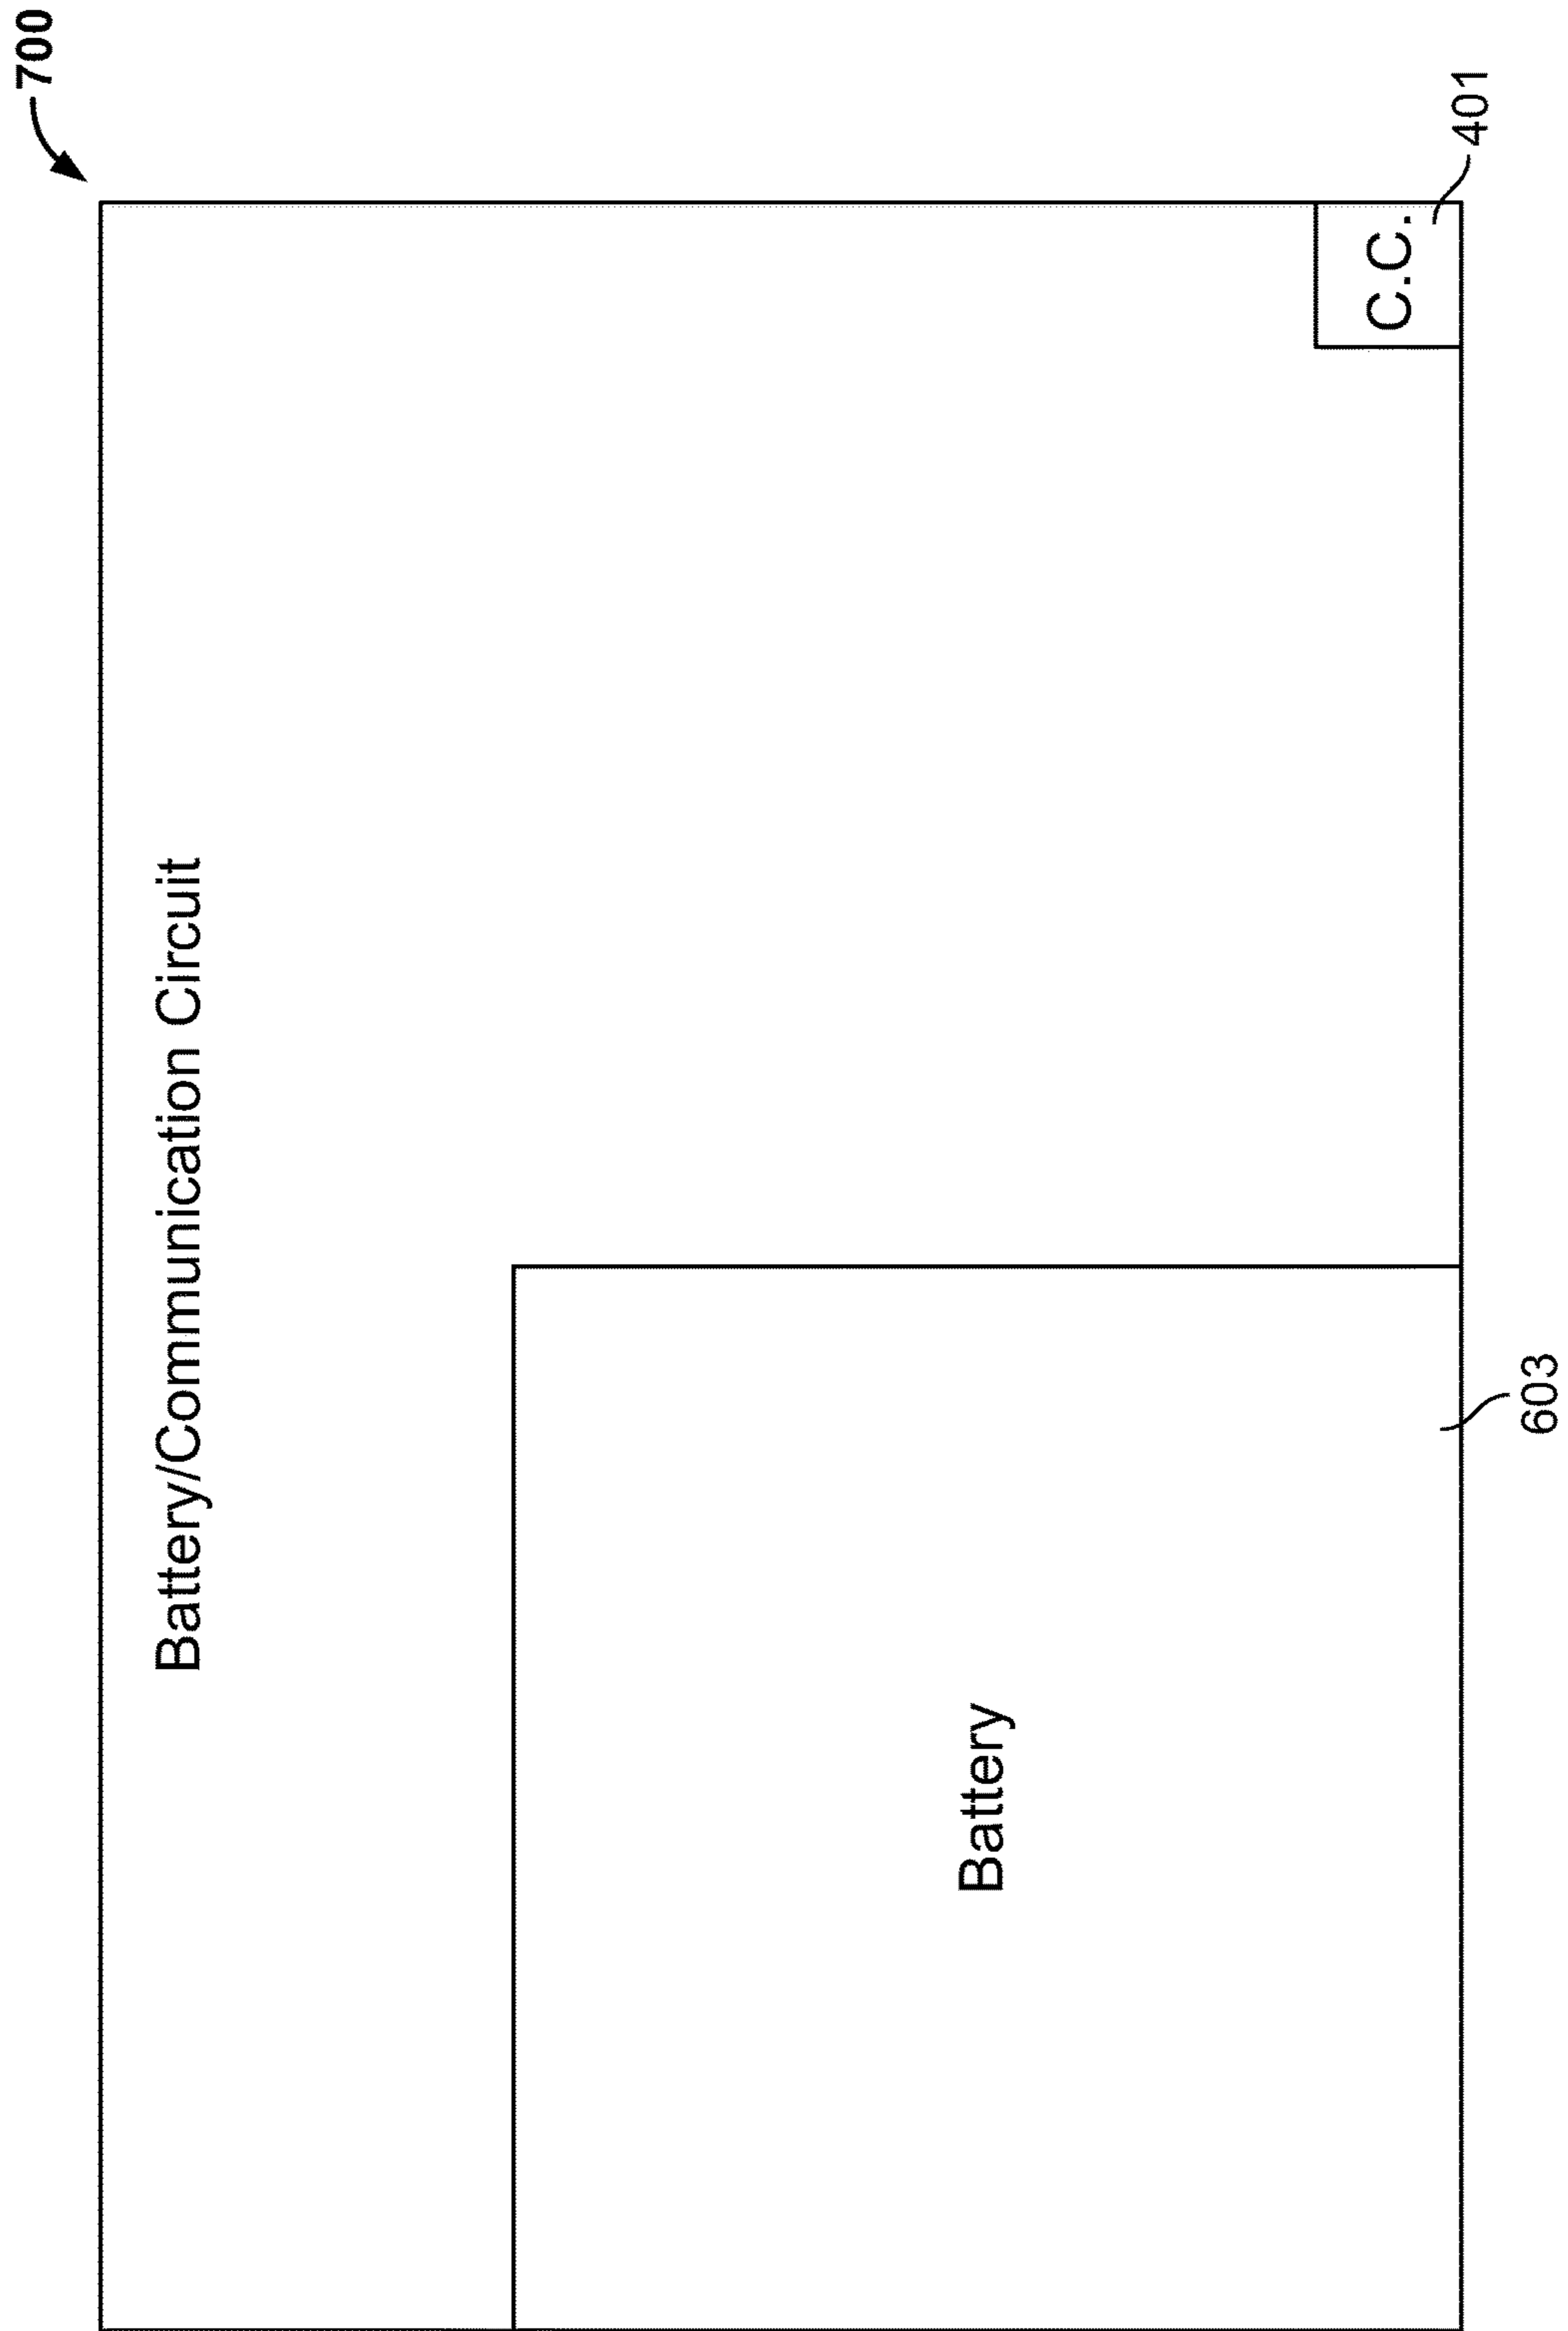 700
Battery/Communication Circuit
Battery
C.C.
603
401